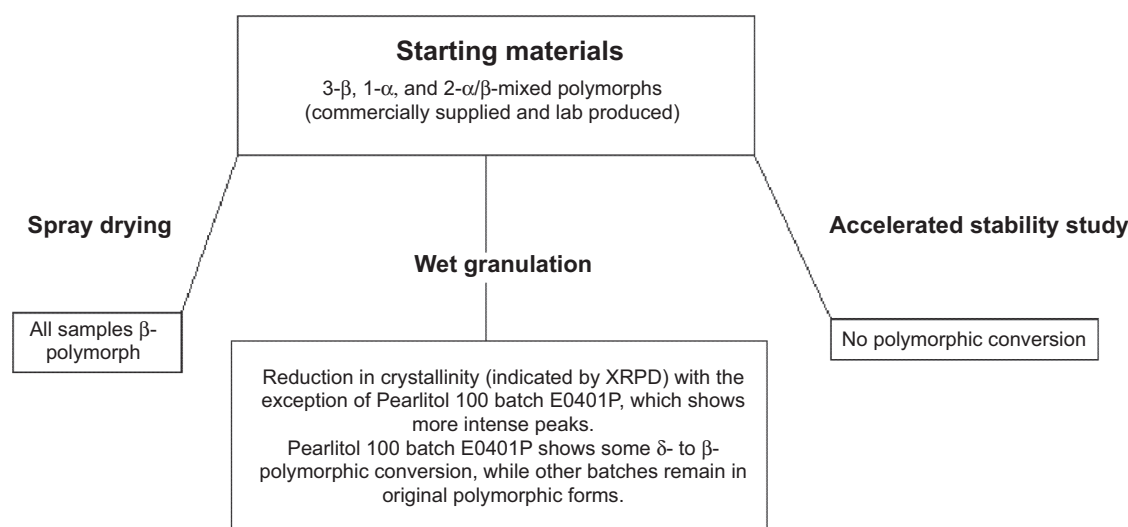 Starting materials
3-β, 1-α, and 2-α/β-mixed polymorphs
(commercially supplied and lab produced)
Spray drying
Accelerated stability study
Wet granulation
All samples β-
polymorph
No polymorphic conversion
Reduction in crystallinity (indicated by XRPD) with the
exception of Pearlitol 100 batch E0401P, which shows
more intense peaks.
Pearlitol 100 batch E0401P shows some δ- to β-
polymorphic conversion, while other batches remain in
original polymorphic forms.